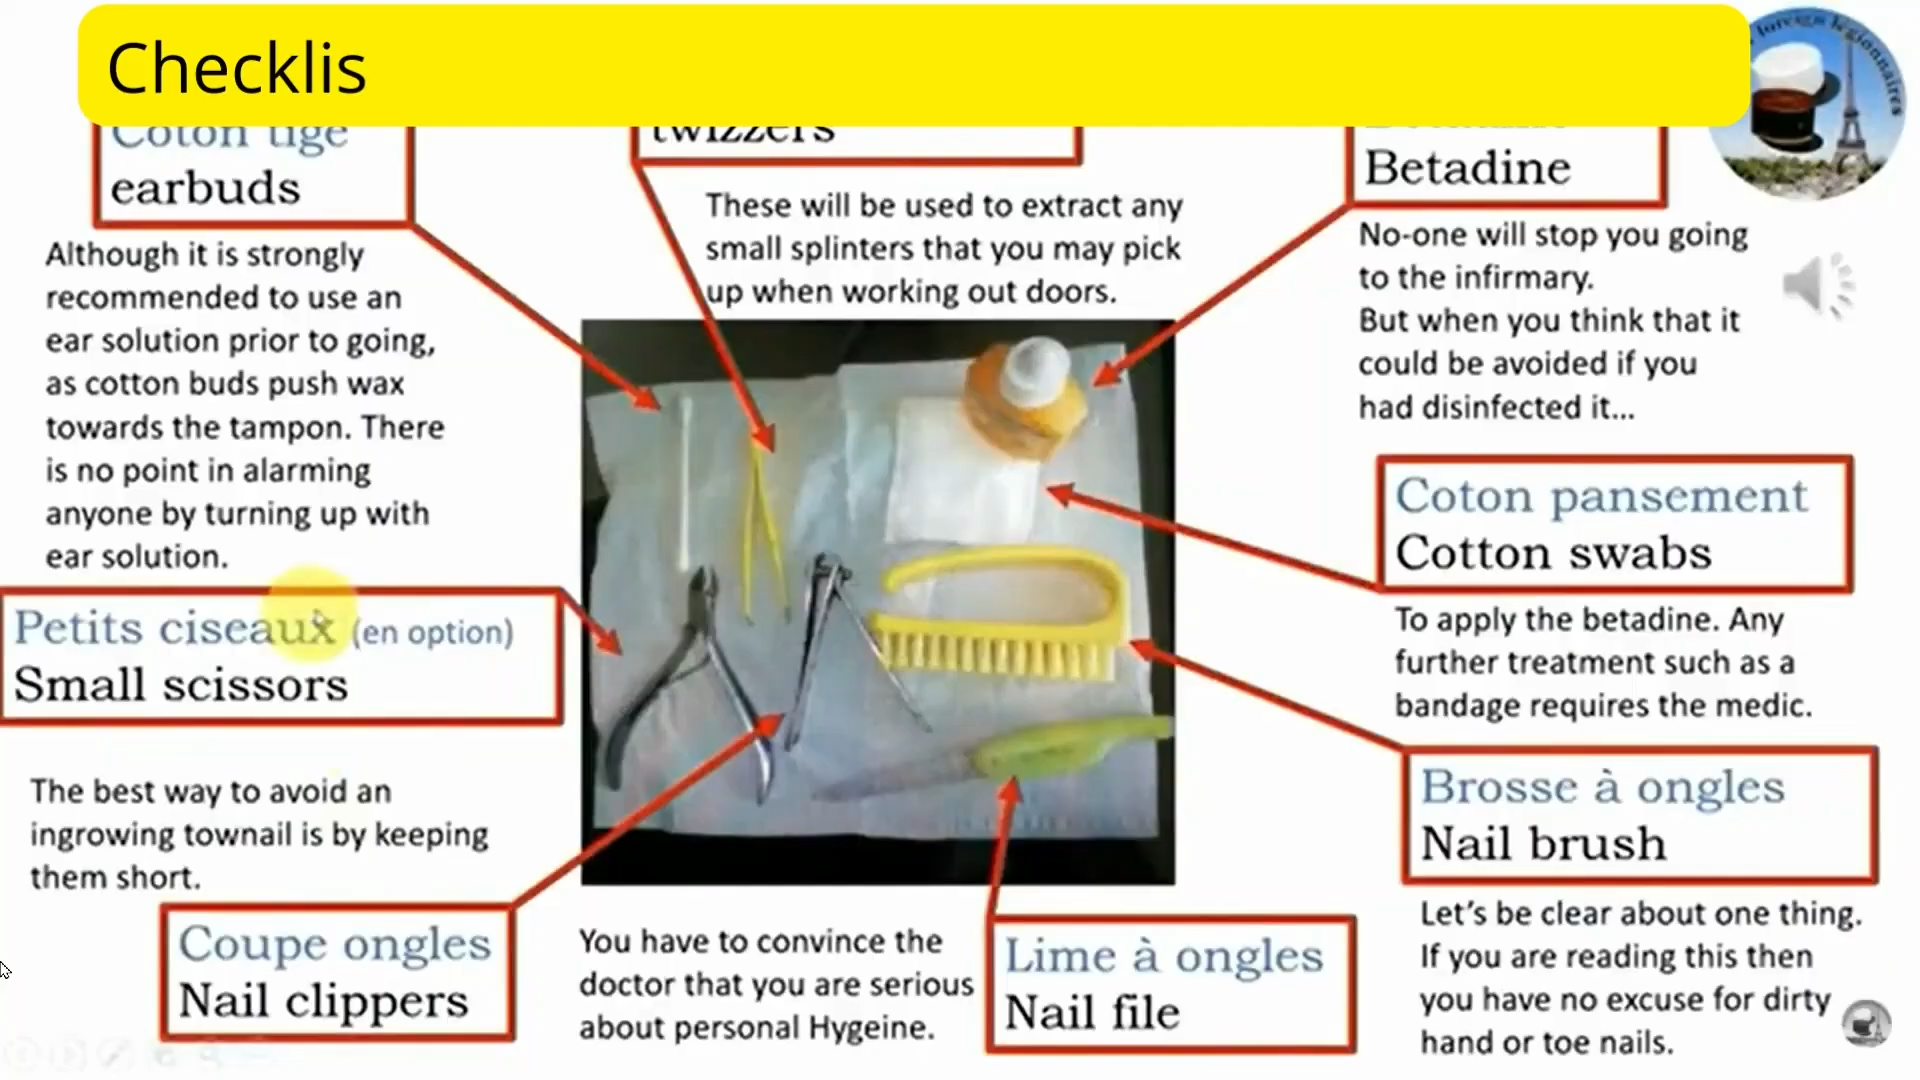 Checklis
foreign légionnaires
Coton tige
earbuds
Although it is strongly
recommended to use an
ear solution prior to going,
as cotton buds push wax
towards the tampon. There
is no point in alarming
anyone by turning up with
ear solution.
twizzers
These will be used to extract any
small splinters that you may pick
up when working out doors.
Betadine
No-one will stop you going
to the infirmary.
But when you think that it
could be avoided if you
had disinfected it...
Coton pansement
Cotton swabs
To apply the betadine. Any
further treatment such as a
bandage requires the medic.
Petits ciseaux (en option)
Small scissors
The best way to avoid an
ingrowing townail is by keeping
them short.
Coupe ongles
Nail clippers
You have to convince the
doctor that you are serious
about personal Hygeine.
Lime à ongles
Nail file
Brosse à ongles
Nail brush
Let's be clear about one thing.
If you are reading this then
you have no excuse for dirty
hand or toe nails.